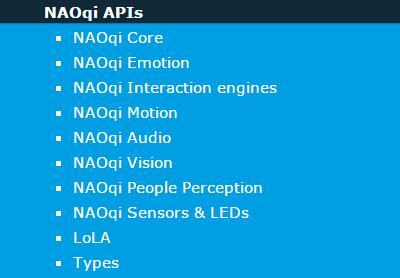 NAOqi APIs
NAOqi Core
NAOqi Emotion
NAOqi Interaction engines
NAOqi Motion
NAOqi Audio
NAOqi Vision
NAOqi People Perception
NAOqi Sensors & LEDs
LoLA
Types